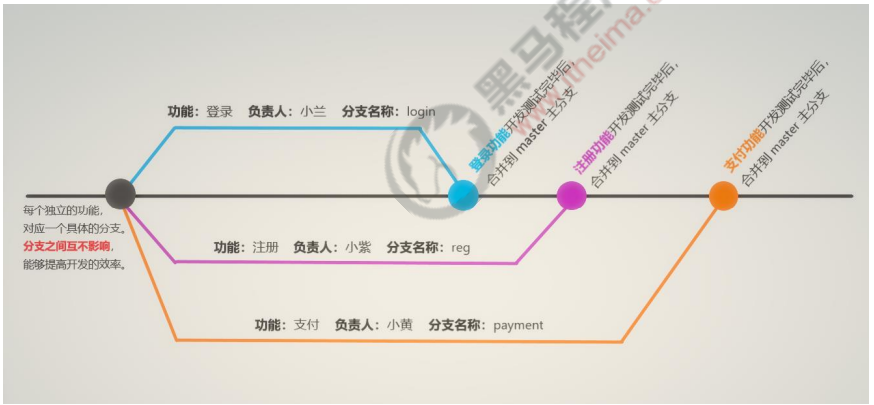 功能：登录 负责人：小兰 分支名称：login
登录功能开发测试完毕后，
合并到 master 主分支
注册功能开发测试完毕后，
合并到 master 主分支
支付功能开发测试完毕后，
合并到 master 主分支
每个独立的功能，
对应一个具体的分支。
分支之间互不影响，
能够提高开发的效率。
功能：注册 负责人：小紫 分支名称：reg
功能：支付 负责人：小黄 分支名称：payment
黑马程
www.itheima.co